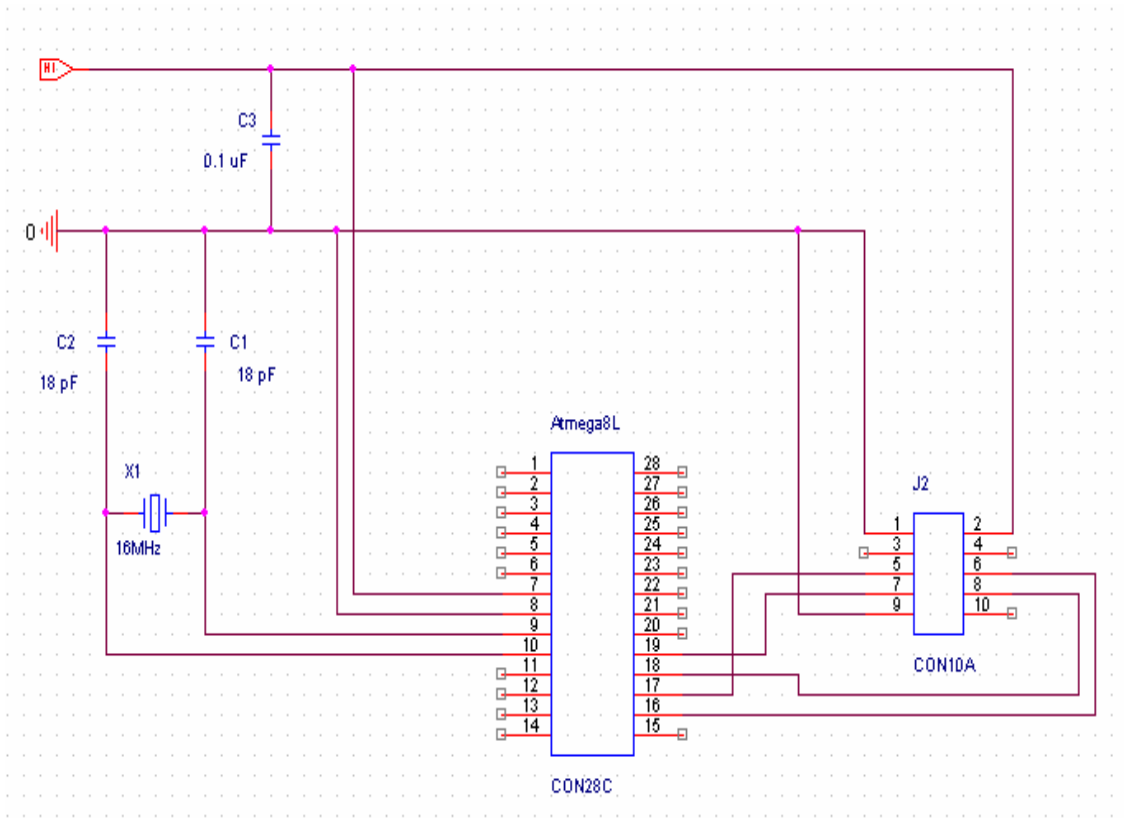 HI
C3
0.1 uF
0
C2
C1
18 pF
18 pF
Atmega8L
X1
16MHz
1 28
2 27
3 26
4 25
5 24
6 23
7 22
8 21
9 20
10 19
11 18
12 17
13 16
14 15
CON28C
J2
1 2
3 4
5 6
7 8
9 10
CON10A